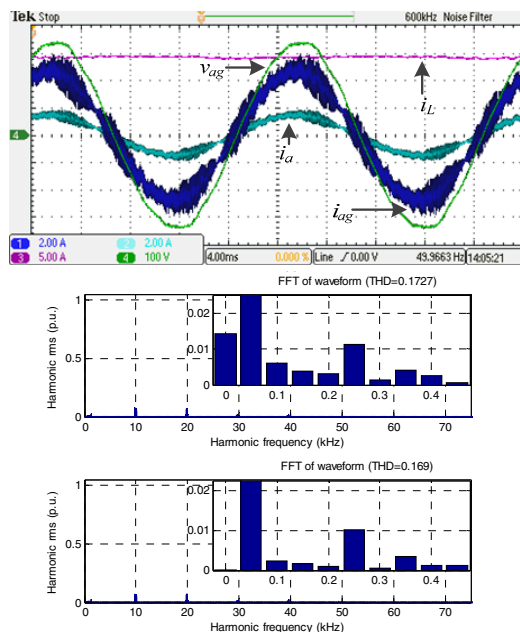 Tek Stop 600kHz Noise Filter
v_ag
i_L
4
i_a
i_ag
1 2.00 A 2 2.00 A
3 5.00 A 4 100 V
4.00ms 0.000 % Line ∫ 0.00 V 49.9663 Hz 14:05:21
FFT of waveform (THD=0.1727)
Harmonic rms (p.u.)
1
0.5
0
0.02
0.01
0
0 0.1 0.2 0.3 0.4
0 10 20 30 40 50 60 70
Harmonic frequency (kHz)
FFT of waveform (THD=0.169)
Harmonic rms (p.u.)
1
0.5
0
0.02
0.01
0
0 0.1 0.2 0.3 0.4
0 10 20 30 40 50 60 70
Harmonic frequency (kHz)